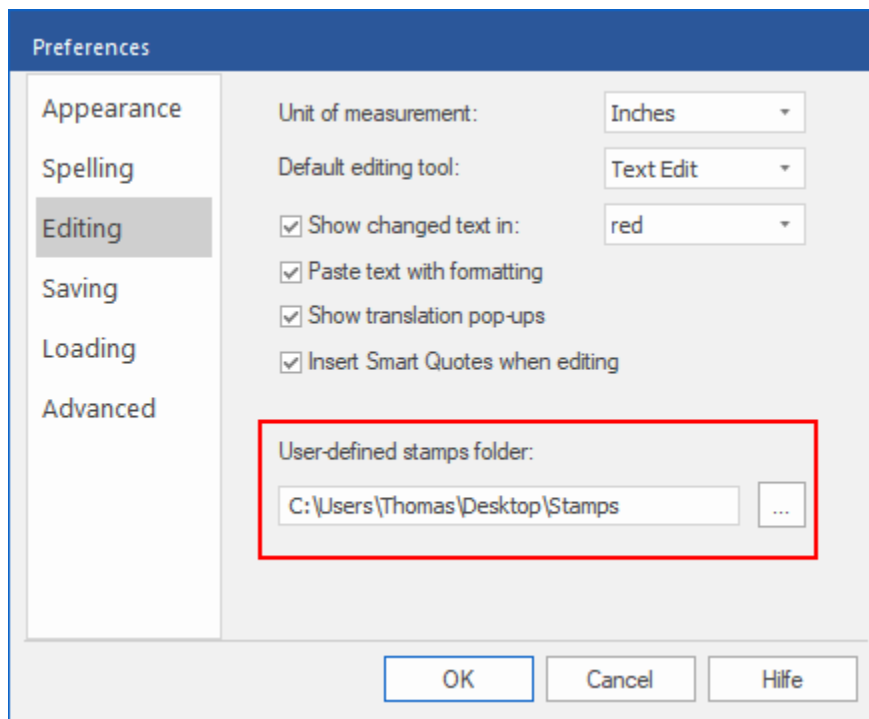 Preferences
Appearance
Spelling
Editing
Saving
Loading
Advanced
Unit of measurement: Inches
Default editing tool: Text Edit
Show changed text in: red
Paste text with formatting
Show translation pop-ups
Insert Smart Quotes when editing
User-defined stamps folder:
C:\Users\Thomas\Desktop\Stamps ...
OK Cancel Hilfe